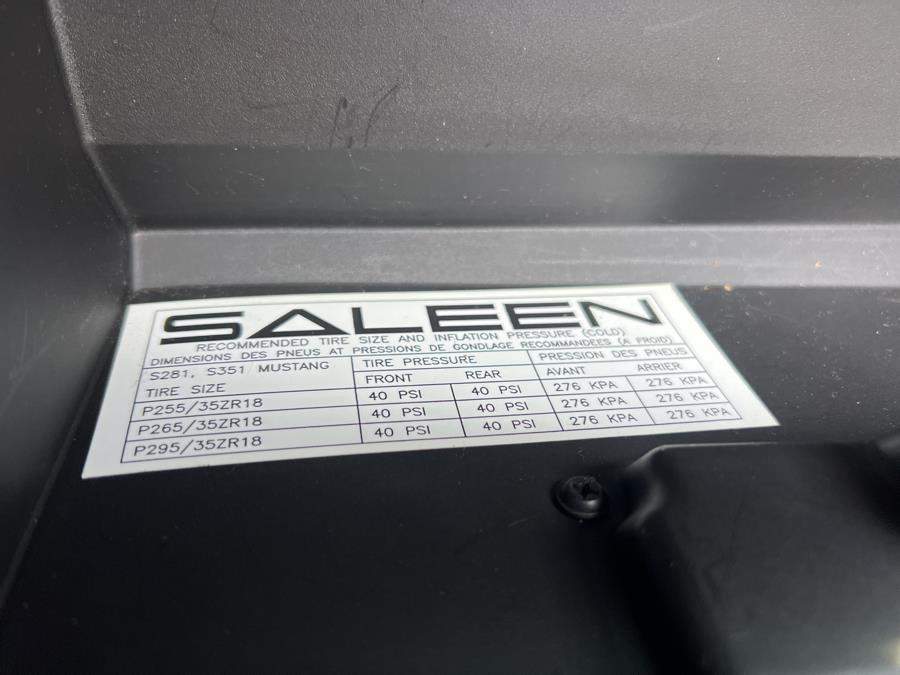 SALEEN
RECOMMENDED TIRE SIZE AND INFLATION PRESSURE (COLD)
DIMENSIONS DES PNEUS AT PRESSIONS DE GONDLAGE RECOMMANDEES (A FROID)
S281, S351 MUSTANG TIRE PRESSURE PRESSION DES PNEUS
TIRE SIZE FRONT REAR AVANT ARRIER
P255/35ZR18 40 PSI 40 PSI 276 KPA 276 KPA
P265/35ZR18 40 PSI 40 PSI 276 KPA 276 KPA
P295/35ZR18 40 PSI 40 PSI 276 KPA 276 KPA